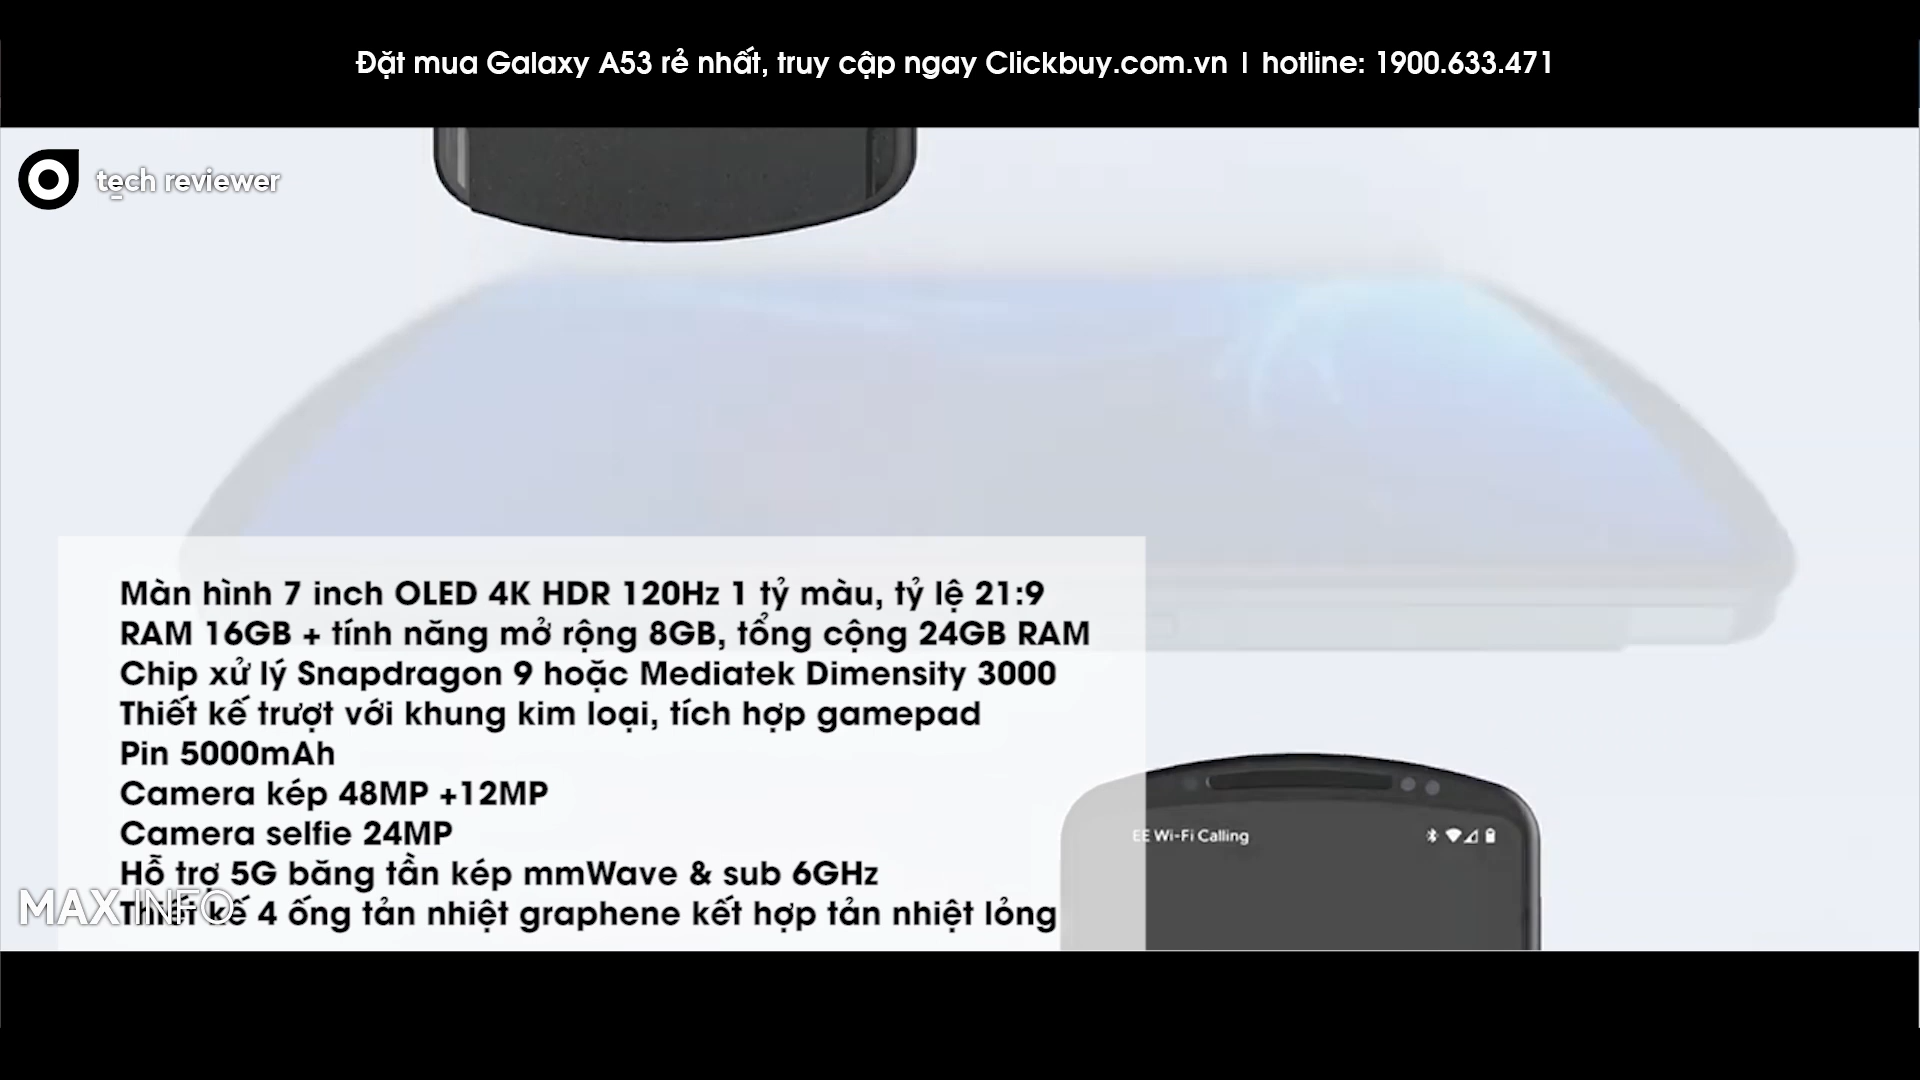 Đặt mua Galaxy A53 rẻ nhất, truy cập ngay Clickbuy.com.vn | hotline: 1900.633.471
tech reviewer
Màn hình 7 inch OLED 4K HDR 120Hz 1 tỷ màu, tỷ lệ 21:9
RAM 16GB + tính năng mở rộng 8GB, tổng cộng 24GB RAM
Chip xử lý Snapdragon 9 hoặc Mediatek Dimensity 3000
Thiết kế trượt với khung kim loại, tích hợp gamepad
Pin 5000mAh
Camera kép 48MP +12MP
Camera selfie 24MP
Hỗ trợ 5G băng tần kép mmWave & sub 6GHz
Thiết kế 4 ống tản nhiệt graphene kết hợp tản nhiệt lỏng
MAX INFO
EE Wi-Fi Calling